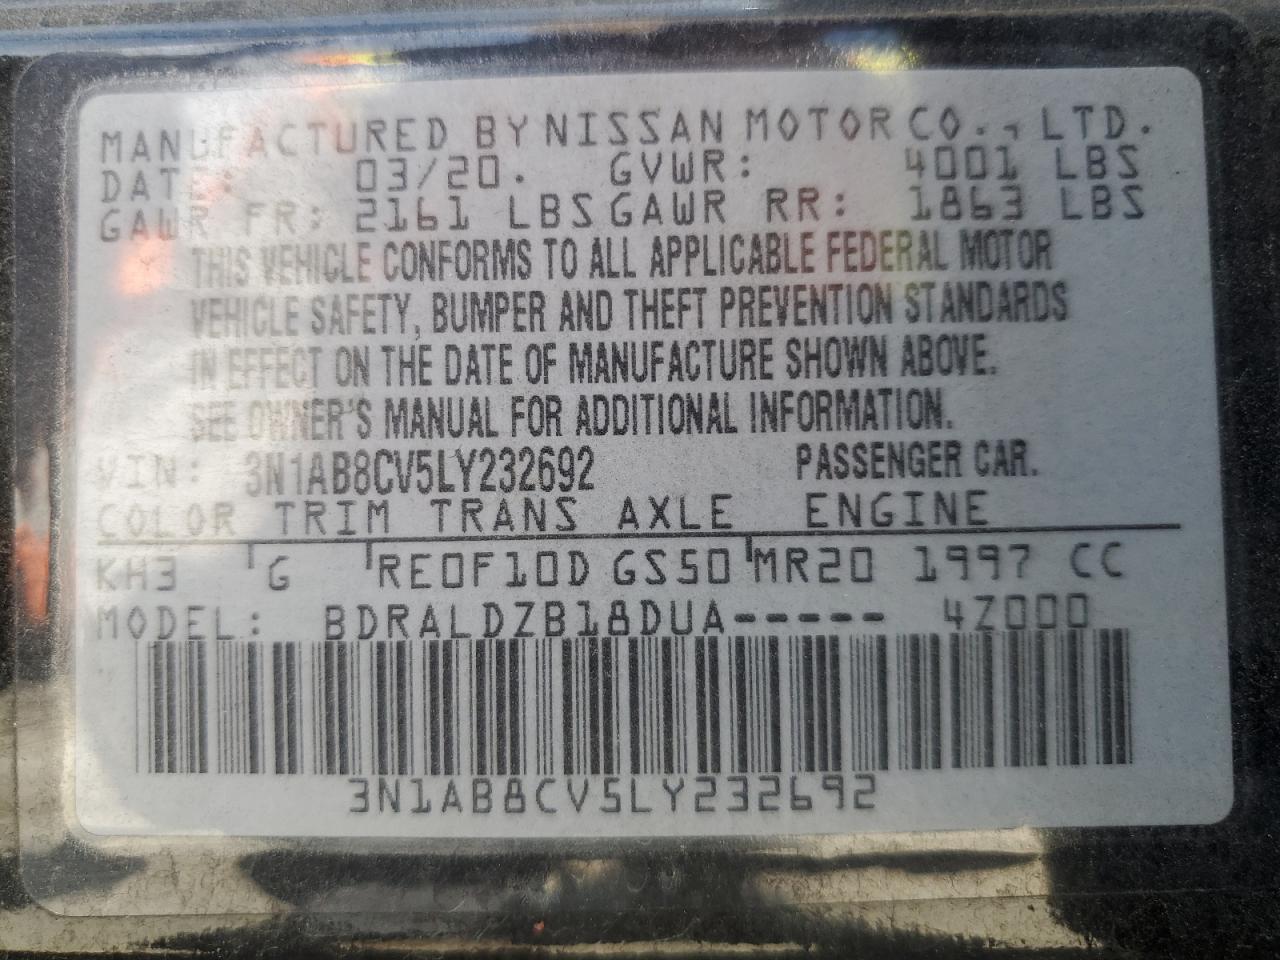 MANUFACTURED BY NISSAN MOTOR CO., LTD.
DATE: 03/20. GVWR: 4001 LBS
GAWR FR: 2161 LBS GAWR RR: 1863 LBS
THIS VEHICLE CONFORMS TO ALL APPLICABLE FEDERAL MOTOR
VEHICLE SAFETY, BUMPER AND THEFT PREVENTION STANDARDS
IN EFFECT ON THE DATE OF MANUFACTURE SHOWN ABOVE.
SEE OWNER'S MANUAL FOR ADDITIONAL INFORMATION.
VIN: 3N1AB8CV5LY232692 PASSENGER CAR.
COLOR TRIM TRANS AXLE ENGINE
KH3 G RE0F10D GS50 MR20 1997 CC
MODEL: BDRALDZB18DUA----- 4Z000
3N1AB8CV5LY232692